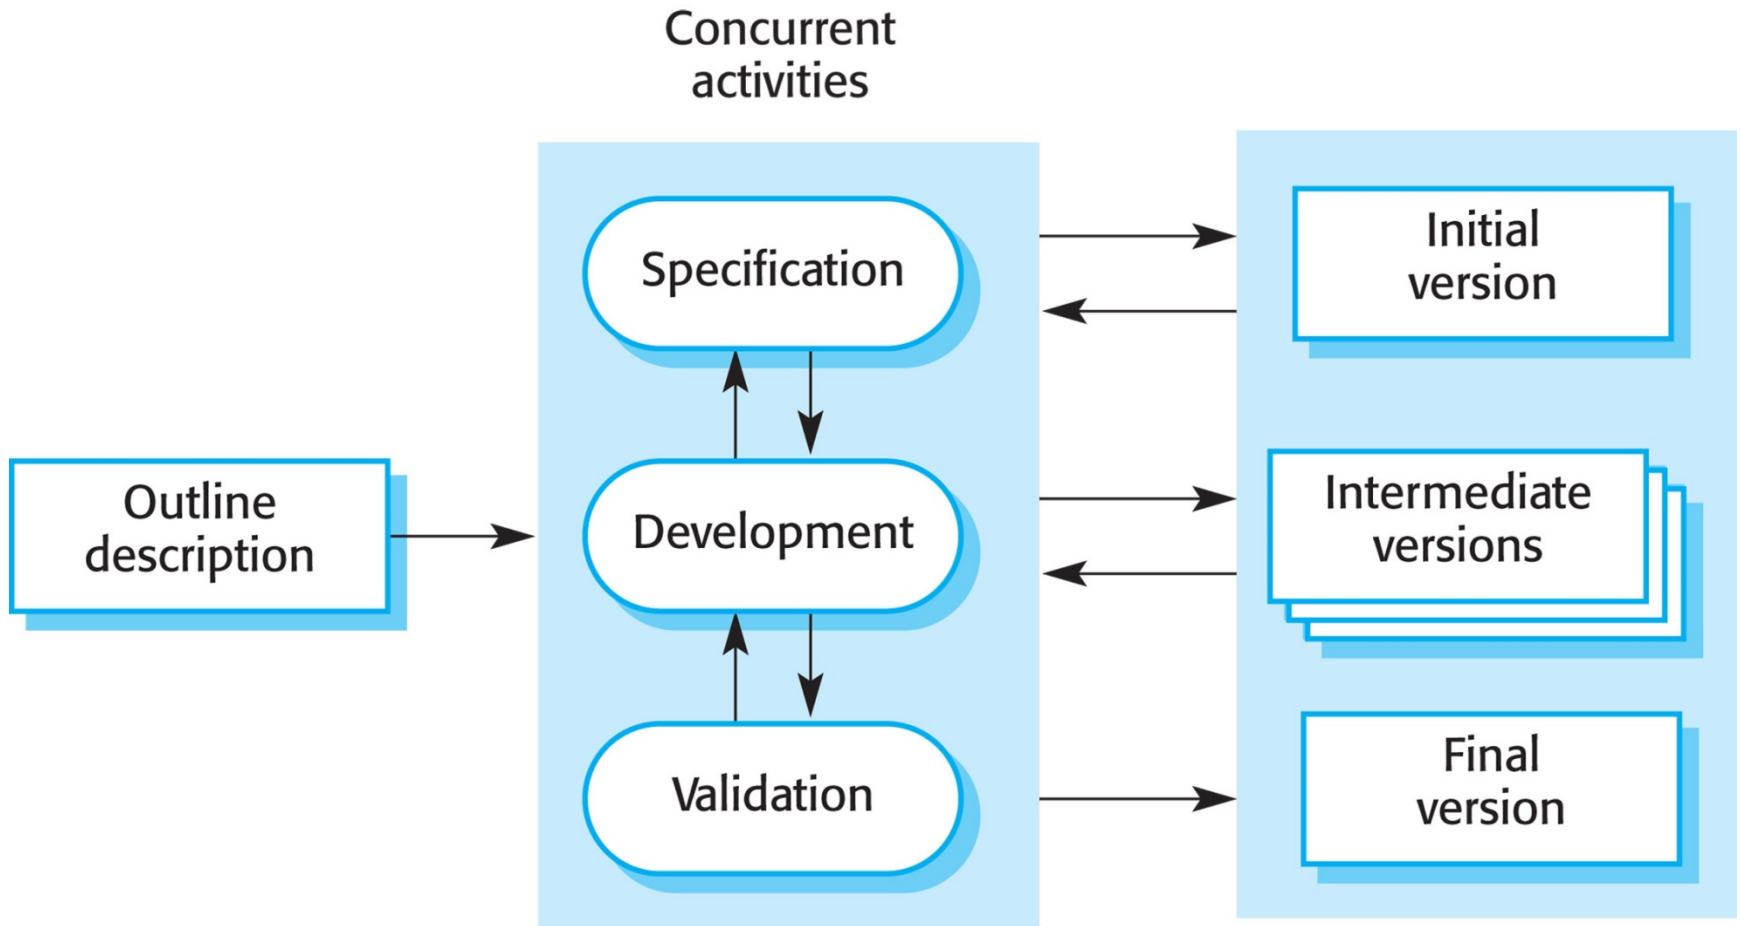 Concurrent
activities
Specification
Initial
version
Outline
description
Development
Intermediate
versions
Validation
Final
version